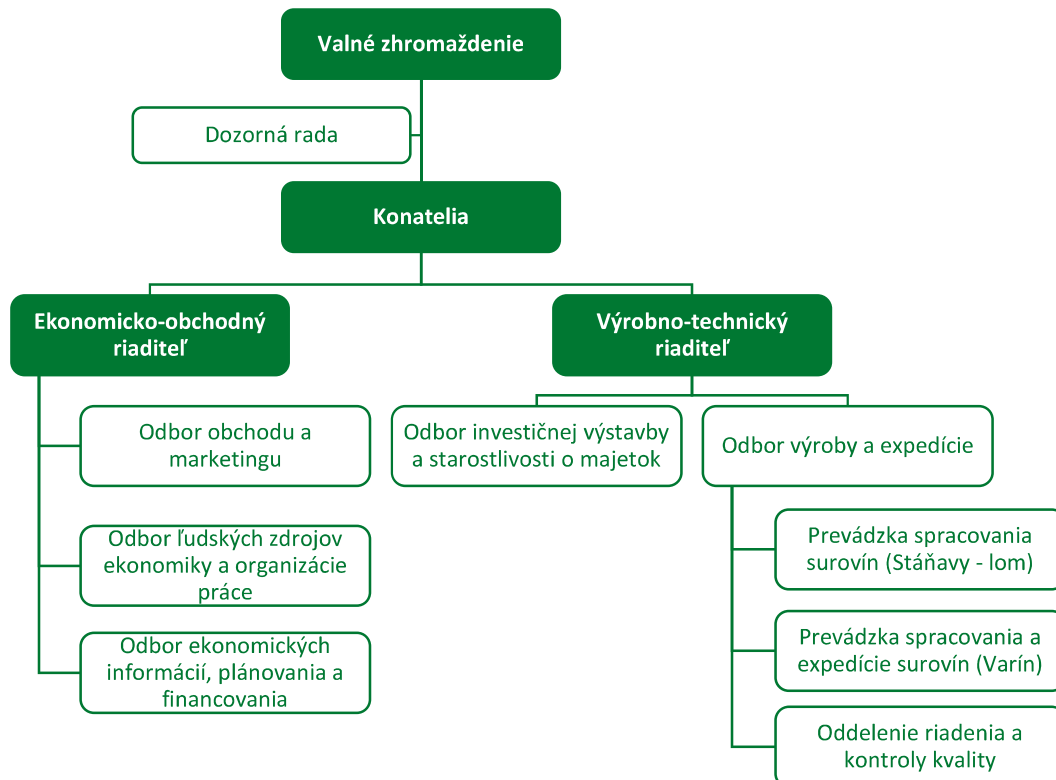 Valné zhromaždenie
Dozorná rada
Konatelia
Ekonomicko-obchodný
riaditeľ
Výrobno-technický
riaditeľ
Odbor obchodu a
marketingu
Odbor investičnej výstavby
a starostlivosti o majetok
Odbor výroby a expedície
Odbor ľudských zdrojov
ekonomiky a organizácie
práce
Prevádzka spracovania
surovín (Stáňavy - lom)
Odbor ekonomických
informácií, plánovania a
financovania
Prevádzka spracovania a
expedície surovín (Varín)
Oddelenie riadenia a
kontroly kvality